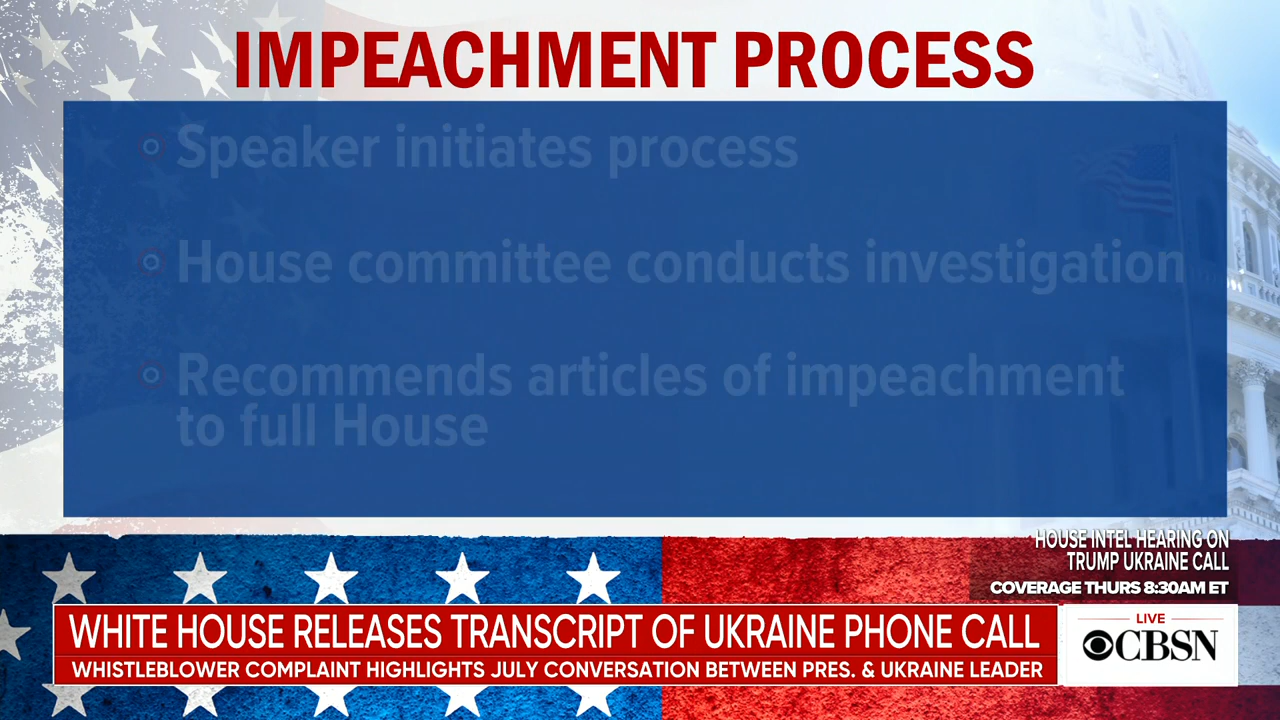 IMPEACHMENT PROCESS
Speaker initiates process
House committee conducts investigation
Recommends articles of impeachment
to full House
HOUSE INTEL HEARING ON
TRUMP UKRAINE CALL
COVERAGE THURS 8:30AM ET
WHITE HOUSE RELEASES TRANSCRIPT OF UKRAINE PHONE CALL
WHISTLEBLOWER COMPLAINT HIGHLIGHTS JULY CONVERSATION BETWEEN PRES. & UKRAINE LEADER
LIVE
CBSN